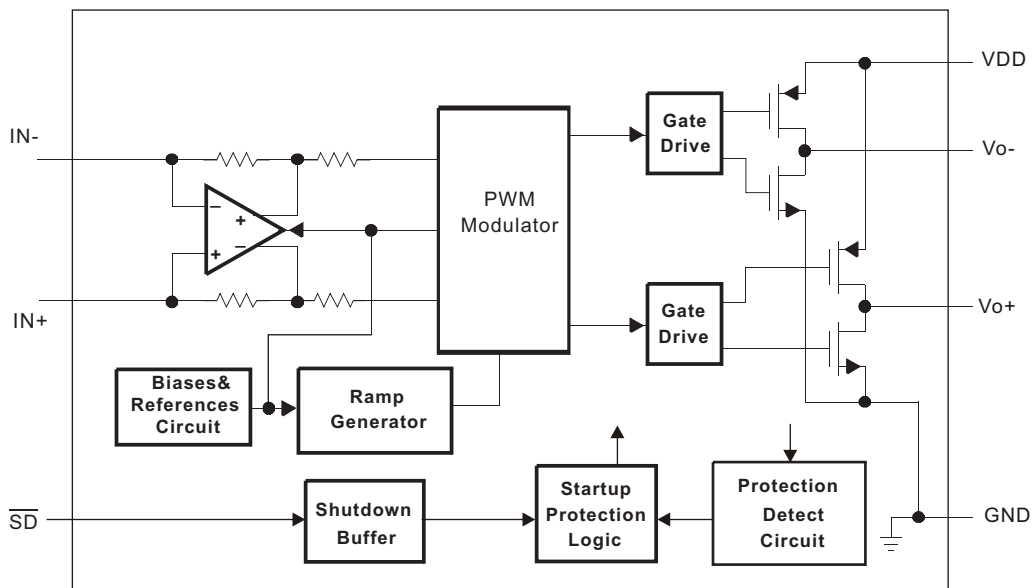 VDD
IN-
Gate
Drive
Vo-
PWM
Modulator
−
+
+
−
IN+
Gate
Drive
Vo+
Biases&
References
Circuit
Ramp
Generator
SD
Shutdown
Buffer
Startup
Protection
Logic
Protection
Detect
Circuit
GND